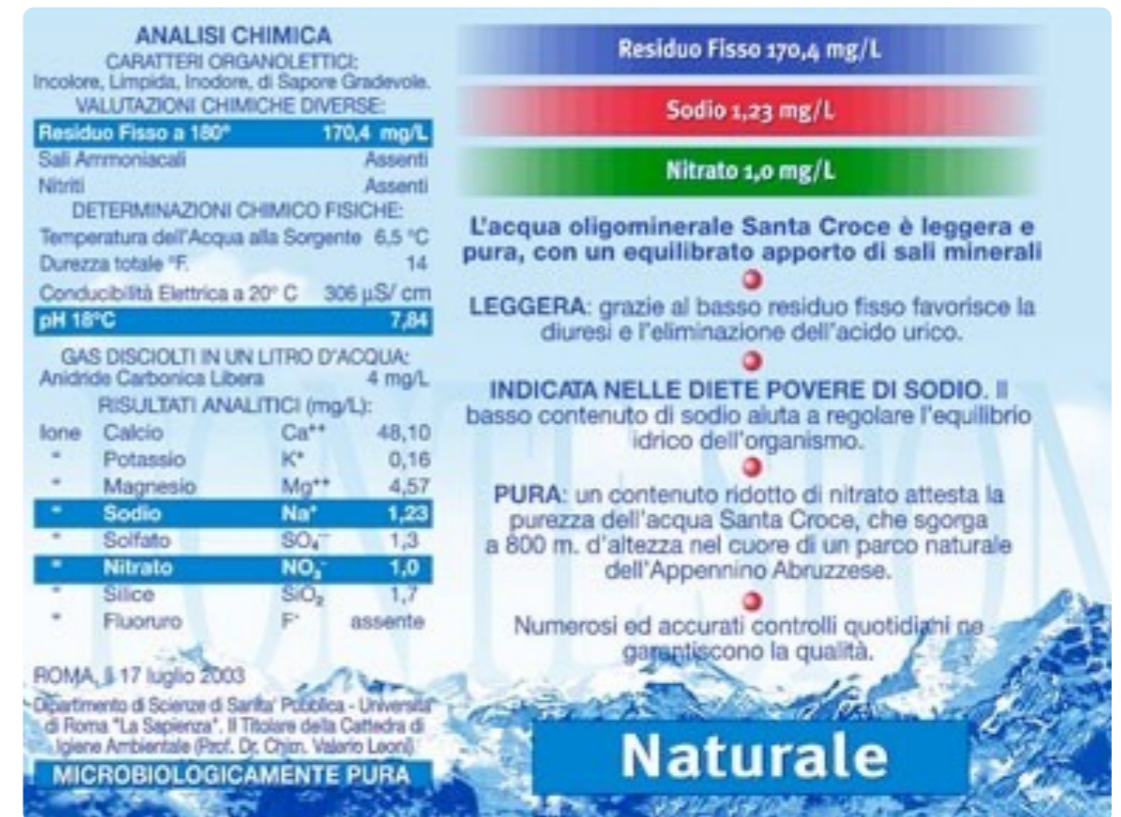 ANALISI CHIMICA
CARATTERI ORGANOLETTICI:
Incolore, Limpida, Inodore, di Sapore Gradevole.
VALUTAZIONI CHIMICHE DIVERSE:
Residuo Fisso a 180° 170,4 mg/L
Sali Ammoniacali Assenti
Nitriti Assenti
DETERMINAZIONI CHIMICO FISICHE:
Temperatura dell'Acqua alla Sorgente 6,5 °C
Durezza totale °F. 14
Conducibilità Elettrica a 20° C 306 µS/ cm
pH 18°C 7,84
GAS DISCIOLTI IN UN LITRO D'ACQUA:
Anidride Carbonica Libera 4 mg/L
RISULTATI ANALITICI (mg/L):
Ione Calcio Ca⁺⁺ 48,10
" Potassio K⁺ 0,16
" Magnesio Mg⁺⁺ 4,57
" Sodio Na⁺ 1,23
" Solfato SO₄⁻⁻ 1,3
" Nitrato NO₃⁻ 1,0
" Silice SiO₂ 1,7
" Fluoruro F⁻ assente
ROMA, li 17 luglio 2003
Dipartimento di Scienze di Sanita' Pubblica - Università
di Roma "La Sapienza". Il Titolare della Cattedra di
Igiene Ambientale (Prof. Dr. Chim. Valerio Leoni)
MICROBIOLOGICAMENTE PURA
Residuo Fisso 170,4 mg/L
Sodio 1,23 mg/L
Nitrato 1,0 mg/L
L'acqua oligominerale Santa Croce è leggera e
pura, con un equilibrato apporto di sali minerali
LEGGERA: grazie al basso residuo fisso favorisce la
diuresi e l'eliminazione dell'acido urico.
INDICATA NELLE DIETE POVERE DI SODIO. Il
basso contenuto di sodio aiuta a regolare l'equilibrio
idrico dell'organismo.
PURA: un contenuto ridotto di nitrato attesta la
purezza dell'acqua Santa Croce, che sgorga
a 800 m. d'altezza nel cuore di un parco naturale
dell'Appennino Abruzzese.
Numerosi ed accurati controlli quotidiani ne
garantiscono la qualità.
Naturale